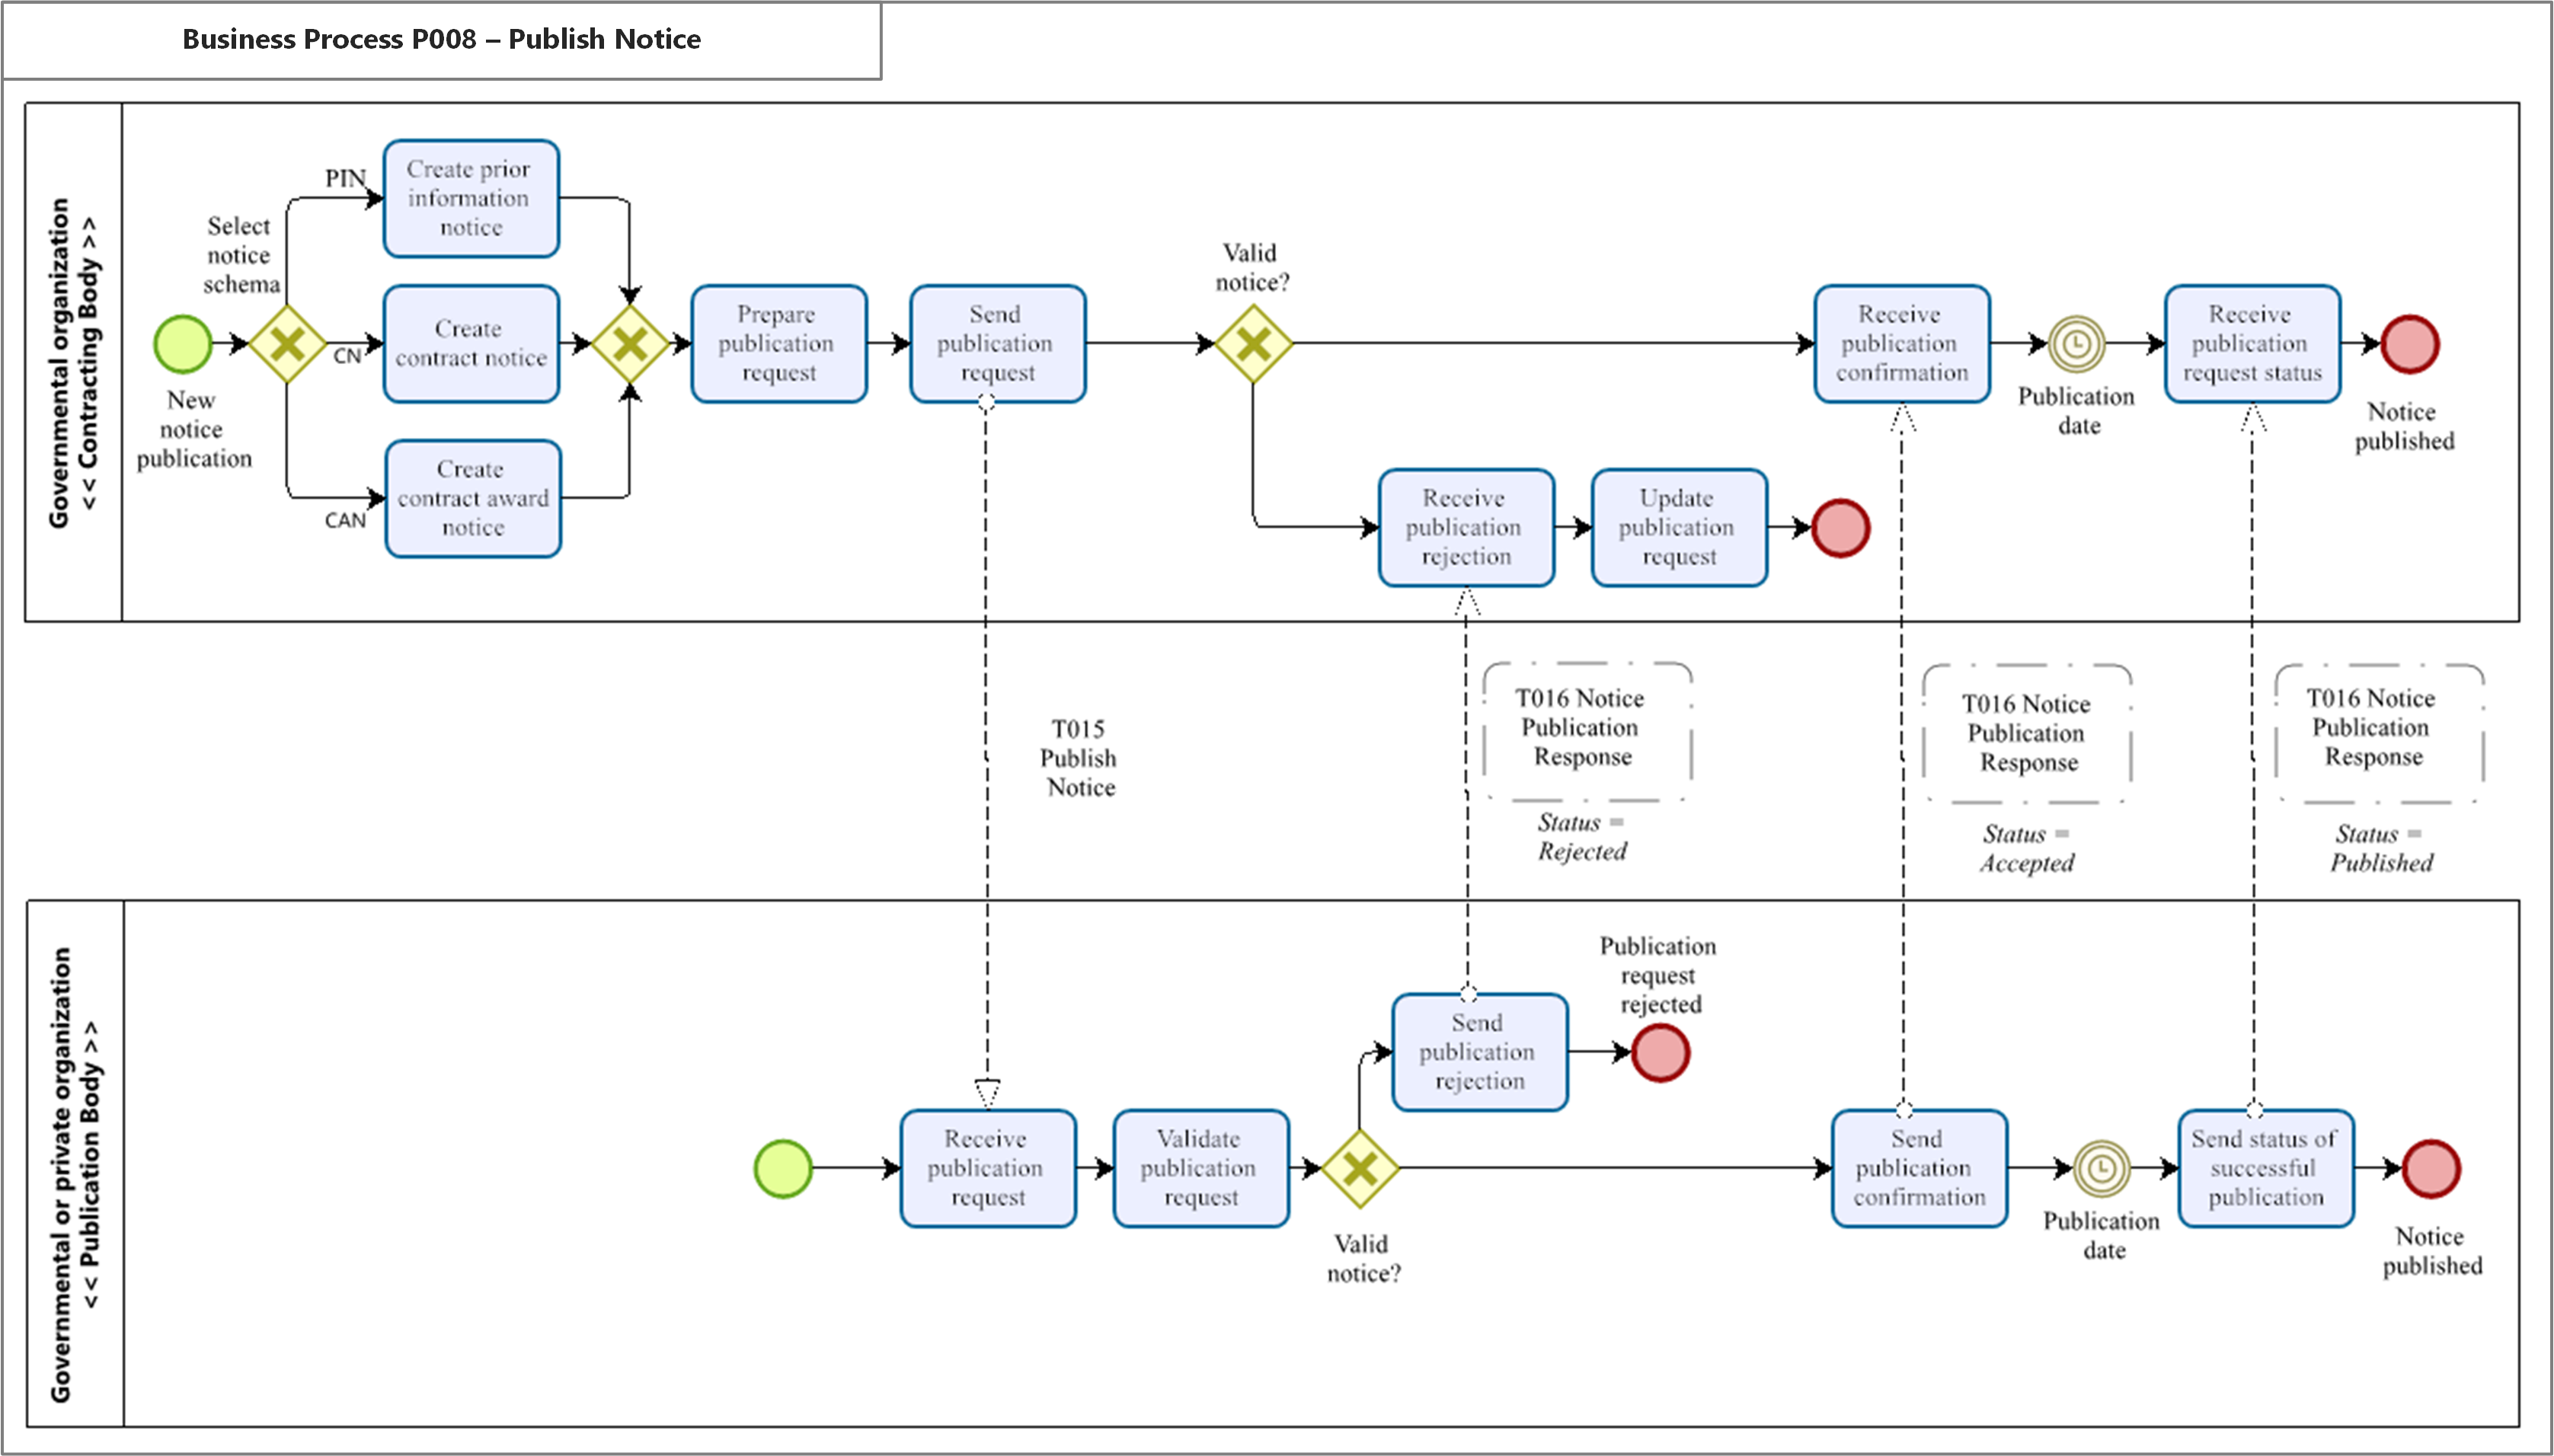 Business Process P008 – Publish Notice
Governmental organization
<< Contracting Body >>
New
notice
publication
Select
notice
schema
PIN
CN
CAN
Create prior
information
notice
Create
contract notice
Create
contract award
notice
Prepare
publication
request
Send
publication
request
Valid
notice?
Receive
publication
rejection
Update
publication
request
Receive
publication
confirmation
Publication
date
Receive
publication
request status
Notice
published
T015
Publish
Notice
T016 Notice
Publication
Response
Status =
Rejected
T016 Notice
Publication
Response
Status =
Accepted
T016 Notice
Publication
Response
Status =
Published
Governmental or private organization
<< Publication Body >>
Receive
publication
request
Validate
publication
request
Valid
notice?
Send
publication
rejection
Publication
request
rejected
Send
publication
confirmation
Publication
date
Send status of
successful
publication
Notice
published